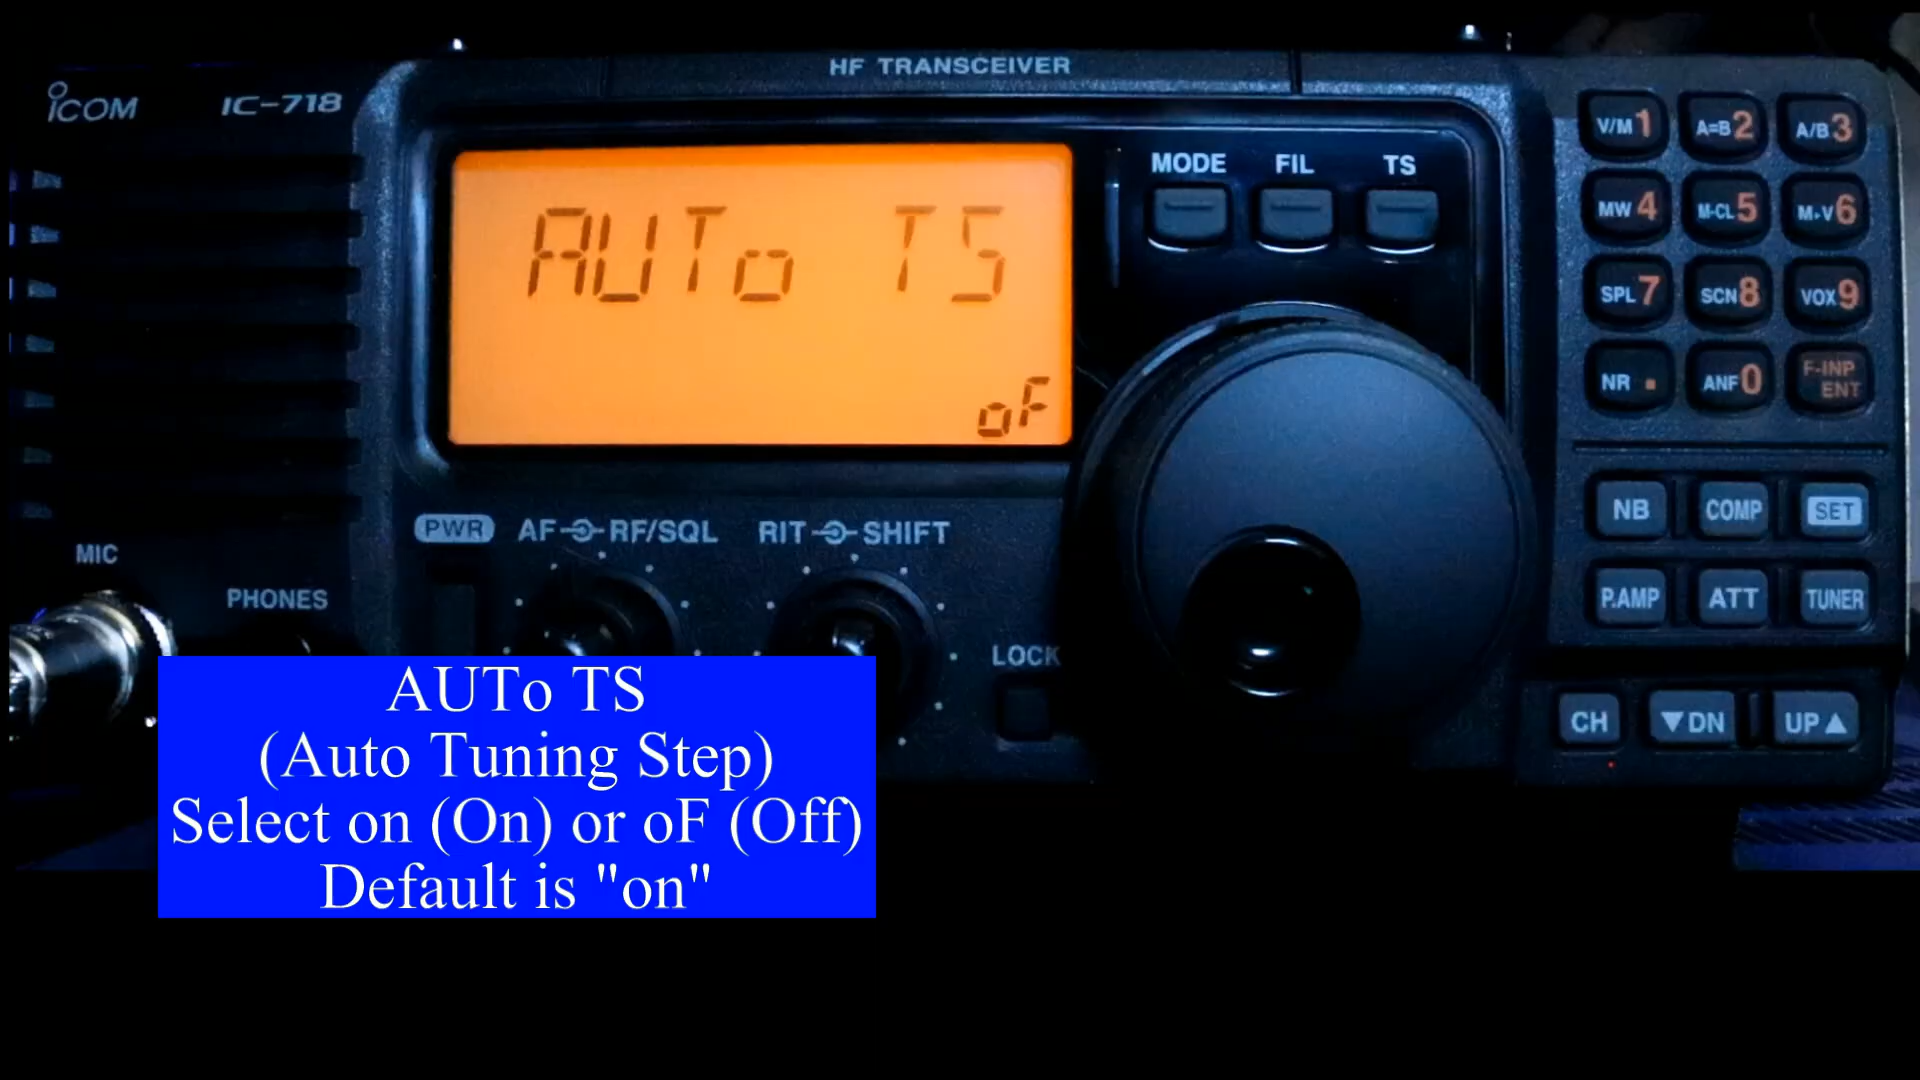 HF TRANSCEIVER
ICOM IC-718
AUTo TS
oF
MODE FIL TS
V/M 1 A=B 2 A/B 3
MW 4 M-CL 5 M▸V 6
SPL 7 SCN 8 VOX 9
NR . ANF 0 F-INP ENT
NB COMP SET
P.AMP ATT TUNER
CH ▼DN UP▲
PWR AF RF/SQL RIT SHIFT
MIC
PHONES
LOCK
AUTo TS
(Auto Tuning Step)
Select on (On) or oF (Off)
Default is "on"